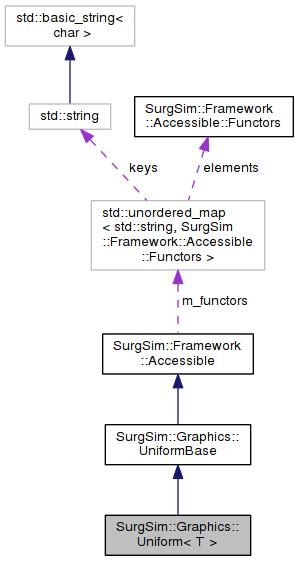 std::basic_string<
char >
std::string
SurgSim::Framework
::Accessible::Functors
keys
elements
std::unordered_map
< std::string, SurgSim
::Framework::Accessible
::Functors >
m_functors
SurgSim::Framework
::Accessible
SurgSim::Graphics::
UniformBase
SurgSim::Graphics::
Uniform< T >